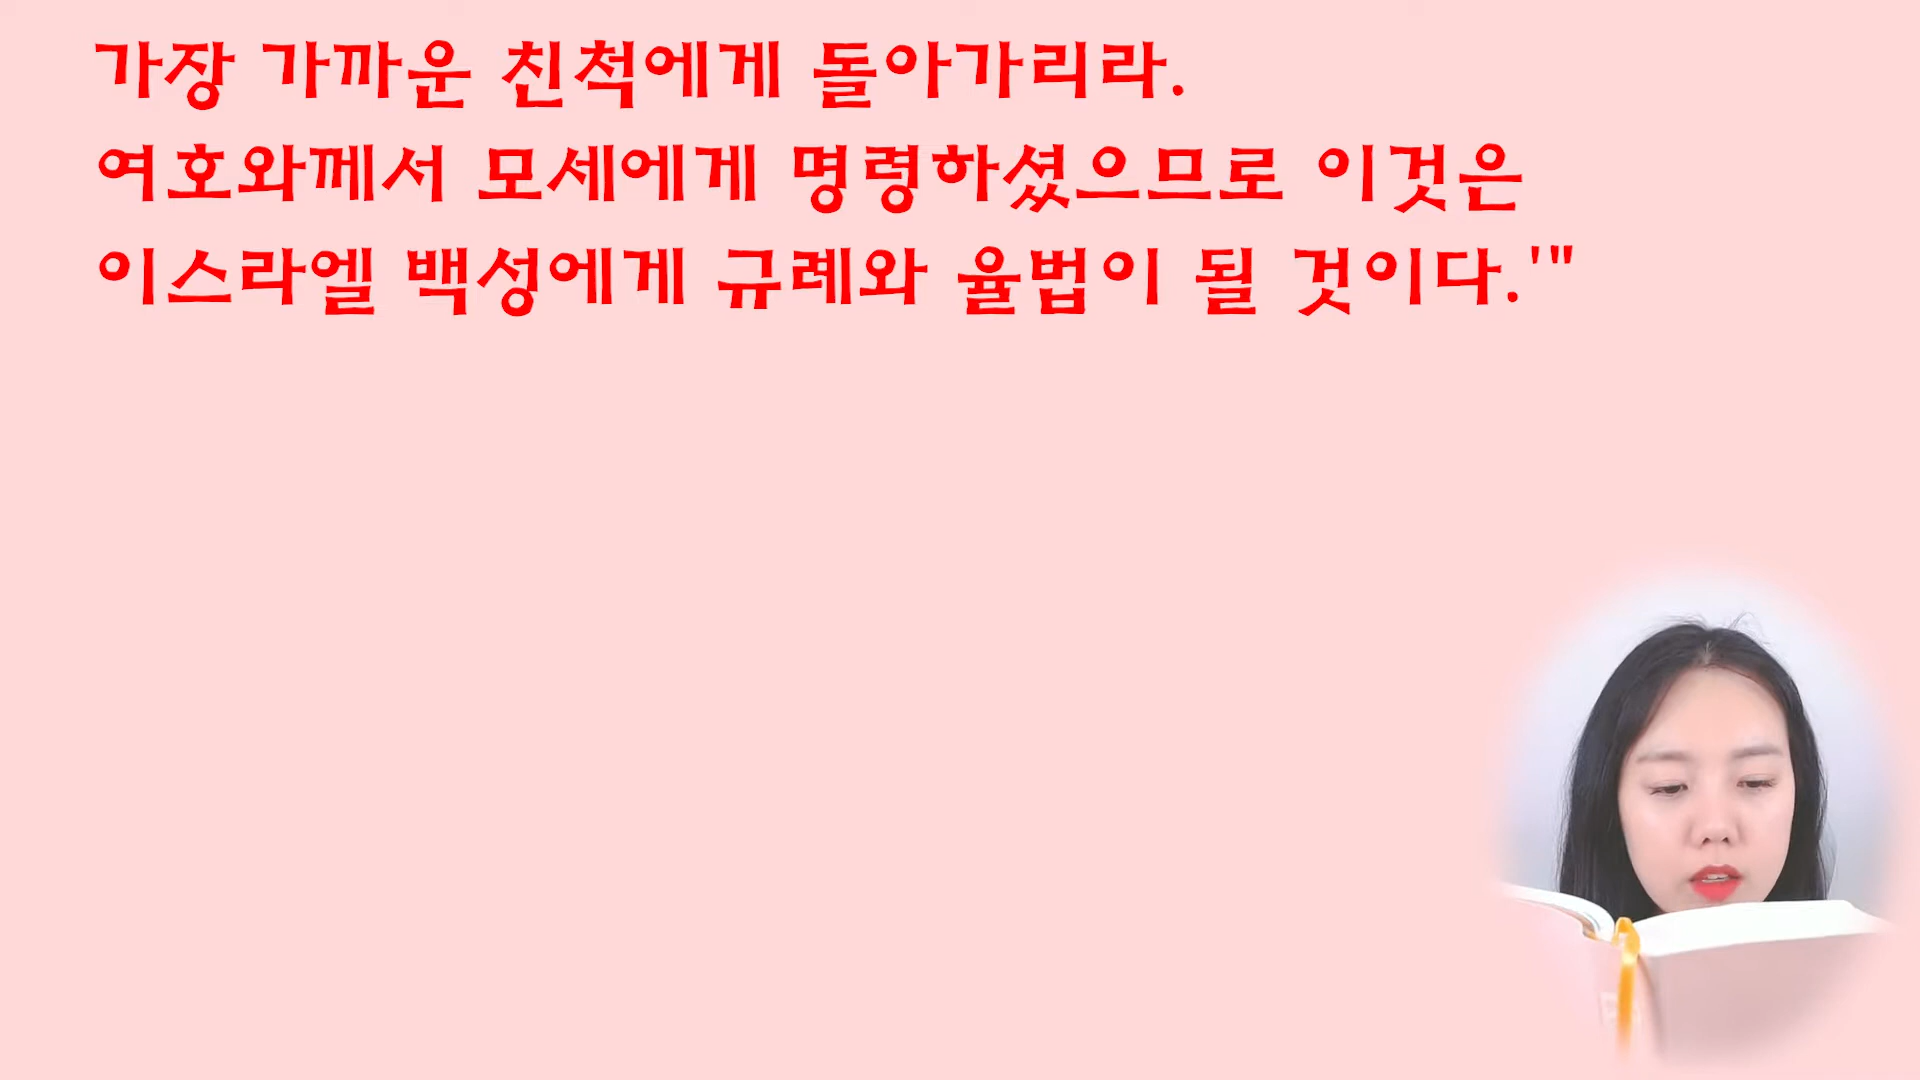 가장 가까운 친척에게 돌아가리라.
여호와께서 모세에게 명령하셨으므로 이것은
이스라엘 백성에게 규례와 율법이 될 것이다.'"